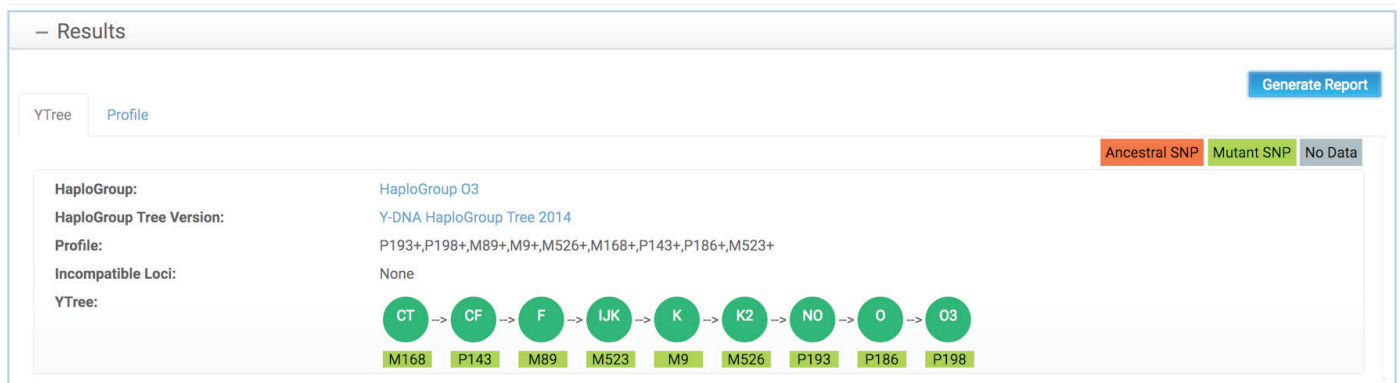 – Results
Generate Report
YTree Profile
Ancestral SNP Mutant SNP No Data
HaploGroup: HaploGroup O3
HaploGroup Tree Version: Y-DNA HaploGroup Tree 2014
Profile: P193+,P198+,M89+,M9+,M526+,M168+,P143+,P186+,M523+
Incompatible Loci: None
YTree:
CT --> CF --> F --> IJK --> K --> K2 --> NO --> O --> O3
M168 P143 M89 M523 M9 M526 P193 P186 P198